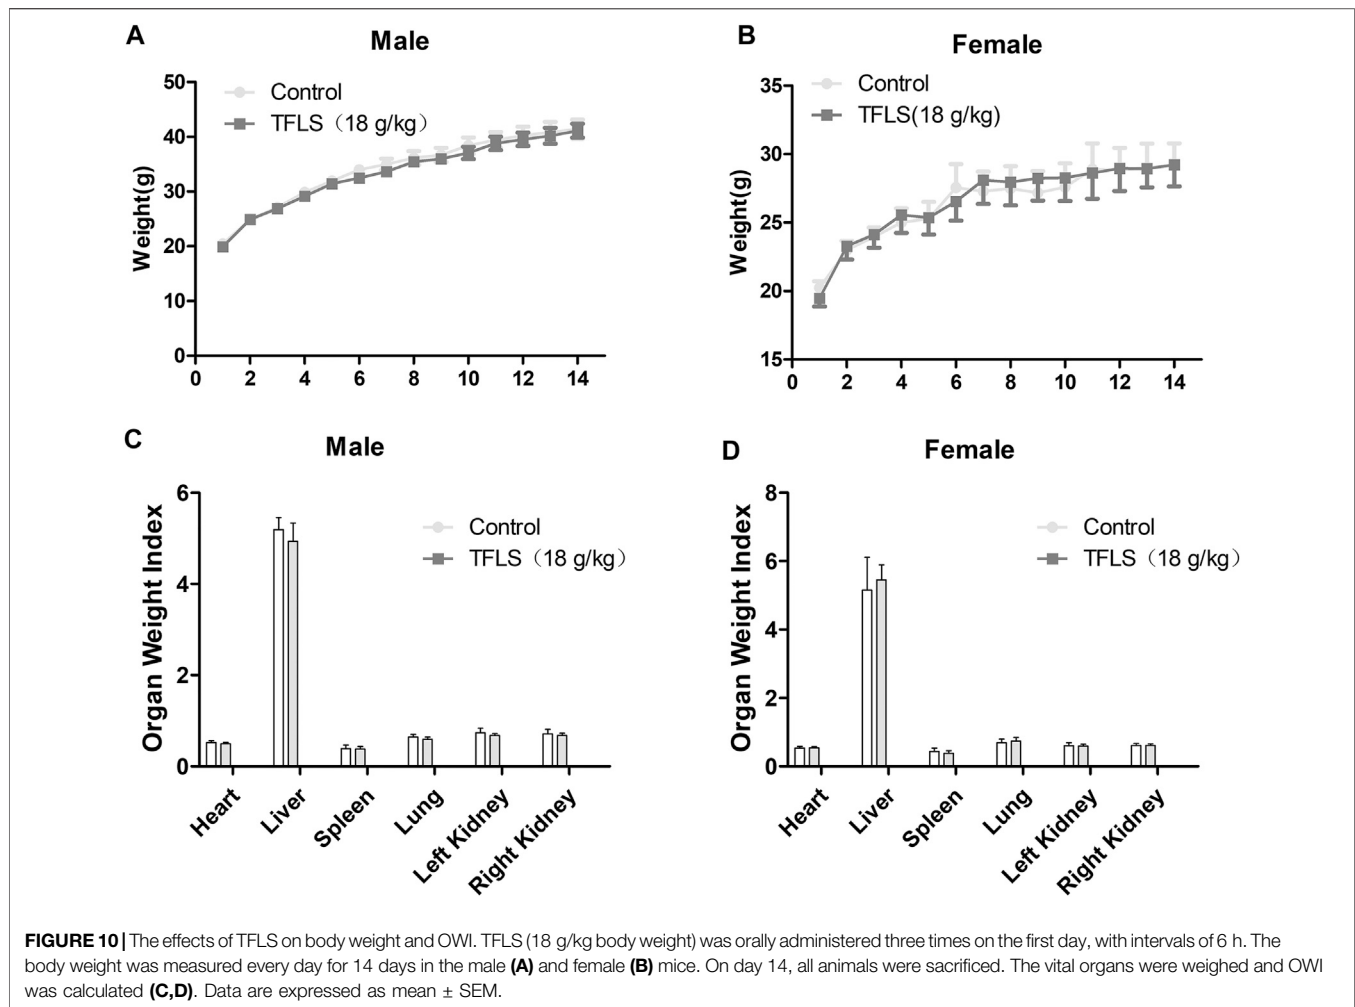 A
Male
Control
TFLS（18 g/kg）
Weight(g)
50
40
30
20
10
0
0 2 4 6 8 10 12 14
B
Female
Control
TFLS(18 g/kg)
Weight(g)
35
30
25
20
15
0 2 4 6 8 10 12 14
C
Male
Control
TFLS（18 g/kg）
Organ Weight Index
6
4
2
0
Heart Liver Spleen Lung Left Kidney Right Kidney
D
Female
Control
TFLS（18 g/kg）
Organ Weight Index
8
6
4
2
0
Heart Liver Spleen Lung Left Kidney Right Kidney
FIGURE 10 | The effects of TFLS on body weight and OWI. TFLS (18 g/kg body weight) was orally administered three times on the first day, with intervals of 6 h. The
body weight was measured every day for 14 days in the male (A) and female (B) mice. On day 14, all animals were sacrificed. The vital organs were weighed and OWI
was calculated (C,D). Data are expressed as mean ± SEM.